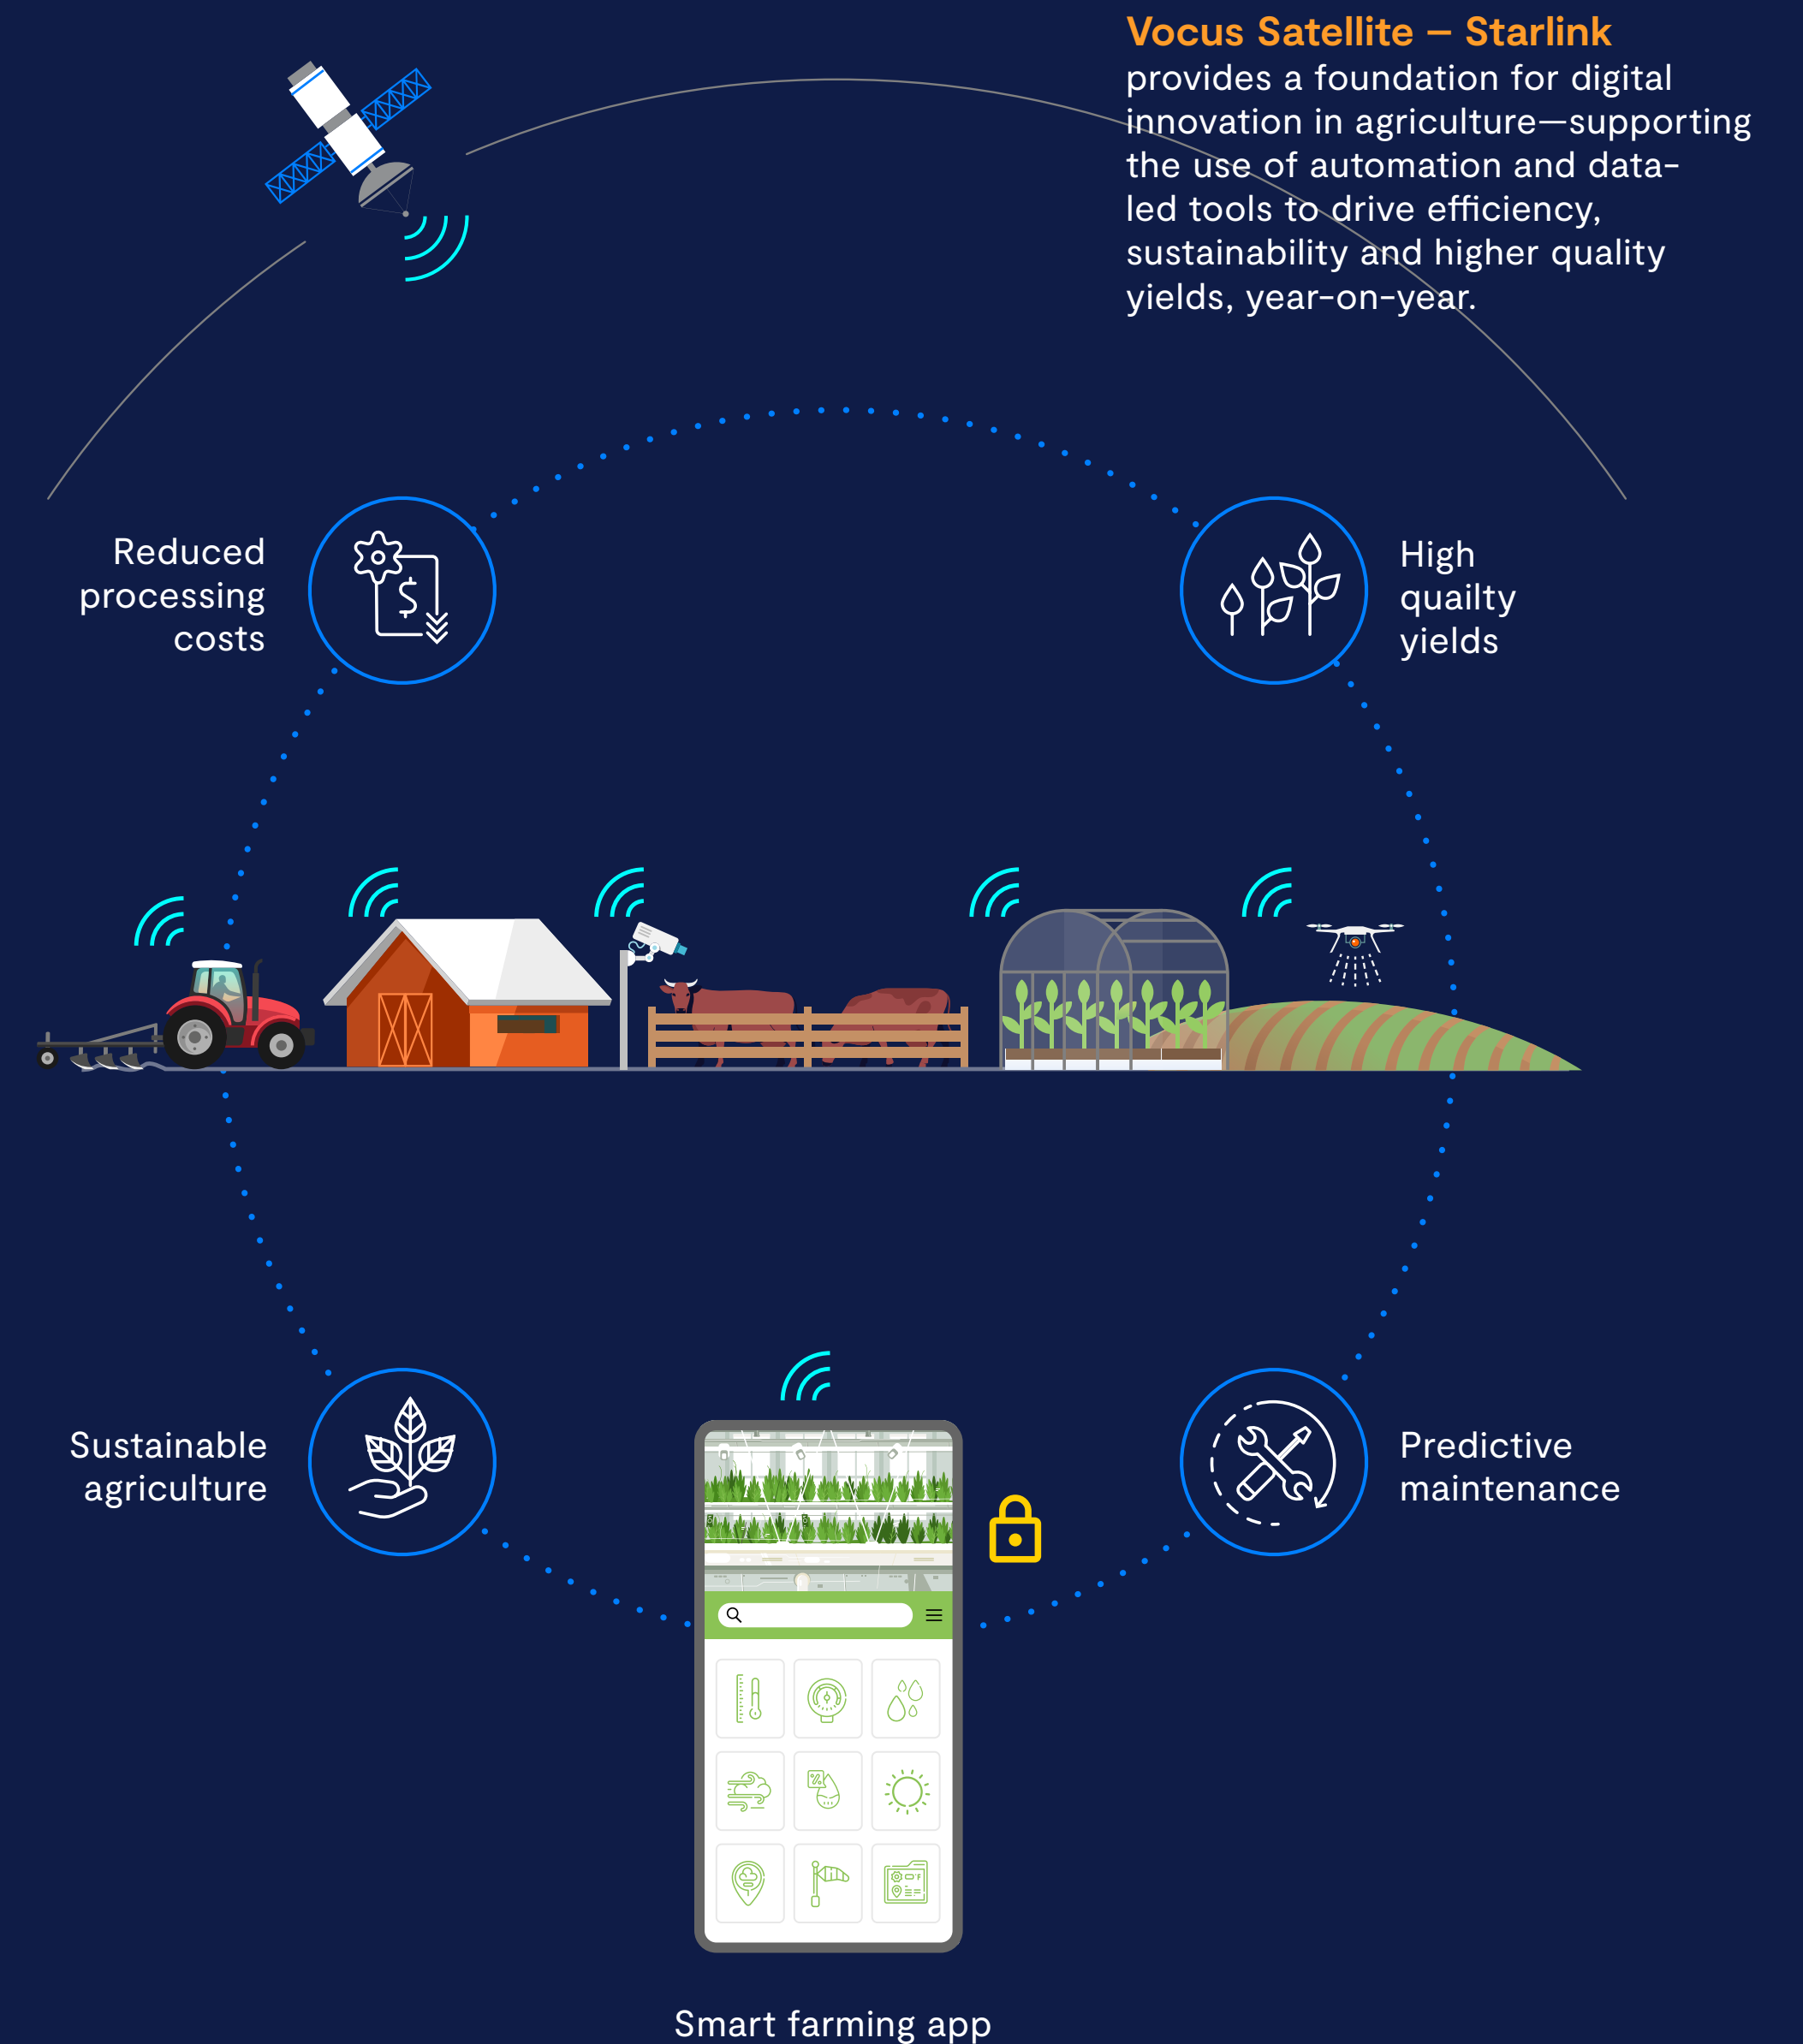 Vocus Satellite – Starlink
provides a foundation for digital
innovation in agriculture—supporting
the use of automation and data-
led tools to drive efficiency,
sustainability and higher quality
yields, year-on-year.
Reduced
processing
costs
High
quailty
yields
Sustainable
agriculture
Predictive
maintenance
Smart farming app